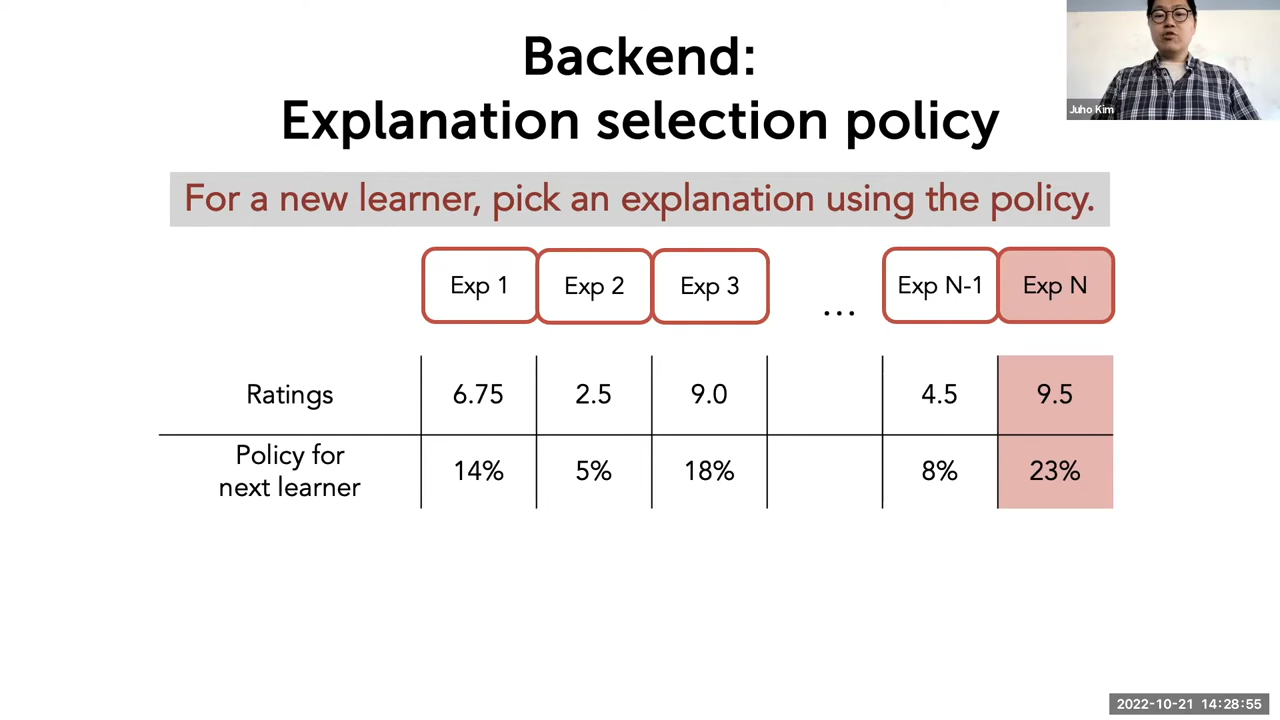 Backend:
Explanation selection policy
Juho Kim
For a new learner, pick an explanation using the policy.
Exp 1 Exp 2 Exp 3 ... Exp N-1 Exp N
Ratings 6.75 2.5 9.0 4.5 9.5
Policy for
next learner 14% 5% 18% 8% 23%
2022-10-21 14:28:55